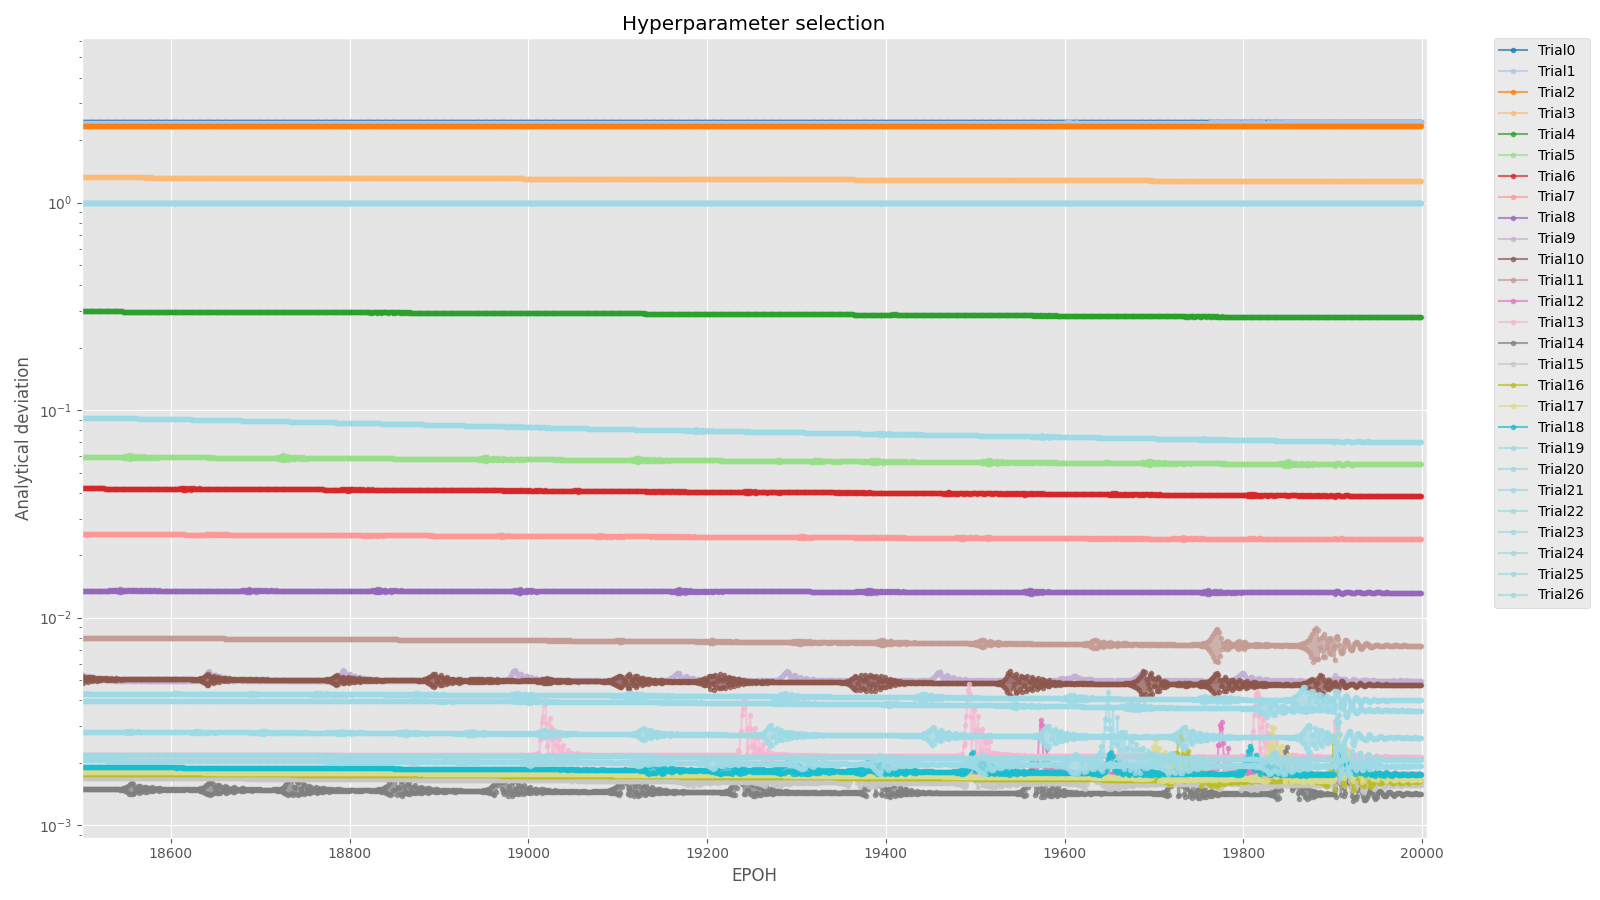 Hyperparameter selection
Analytical deviation
10⁰
10⁻¹
10⁻²
10⁻³
18600
18800
19000
19200
19400
19600
19800
20000
EPOH
Trial0
Trial1
Trial2
Trial3
Trial4
Trial5
Trial6
Trial7
Trial8
Trial9
Trial10
Trial11
Trial12
Trial13
Trial14
Trial15
Trial16
Trial17
Trial18
Trial19
Trial20
Trial21
Trial22
Trial23
Trial24
Trial25
Trial26